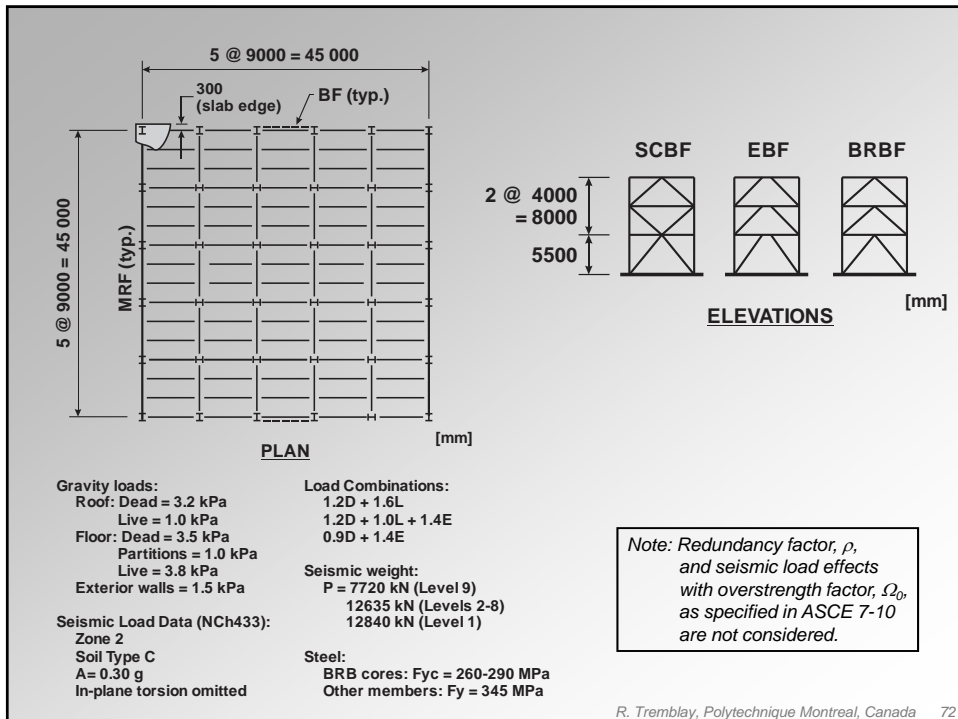 5 @ 9000 = 45 000
300
(slab edge)
BF (typ.)
5 @ 9000 = 45 000
MRF (typ.)
[mm]
PLAN
SCBF EBF BRBF
2 @ 4000
= 8000
5500
[mm]
ELEVATIONS
Gravity loads:
Roof: Dead = 3.2 kPa
Live = 1.0 kPa
Floor: Dead = 3.5 kPa
Partitions = 1.0 kPa
Live = 3.8 kPa
Exterior walls = 1.5 kPa
Seismic Load Data (NCh433):
Zone 2
Soil Type C
A= 0.30 g
In-plane torsion omitted
Load Combinations:
1.2D + 1.6L
1.2D + 1.0L + 1.4E
0.9D + 1.4E
Seismic weight:
P = 7720 kN (Level 9)
12635 kN (Levels 2-8)
12840 kN (Level 1)
Steel:
BRB cores: Fyc = 260-290 MPa
Other members: Fy = 345 MPa
Note: Redundancy factor, ρ,
and seismic load effects
with overstrength factor, Ω0,
as specified in ASCE 7-10
are not considered.
R. Tremblay, Polytechnique Montreal, Canada 72